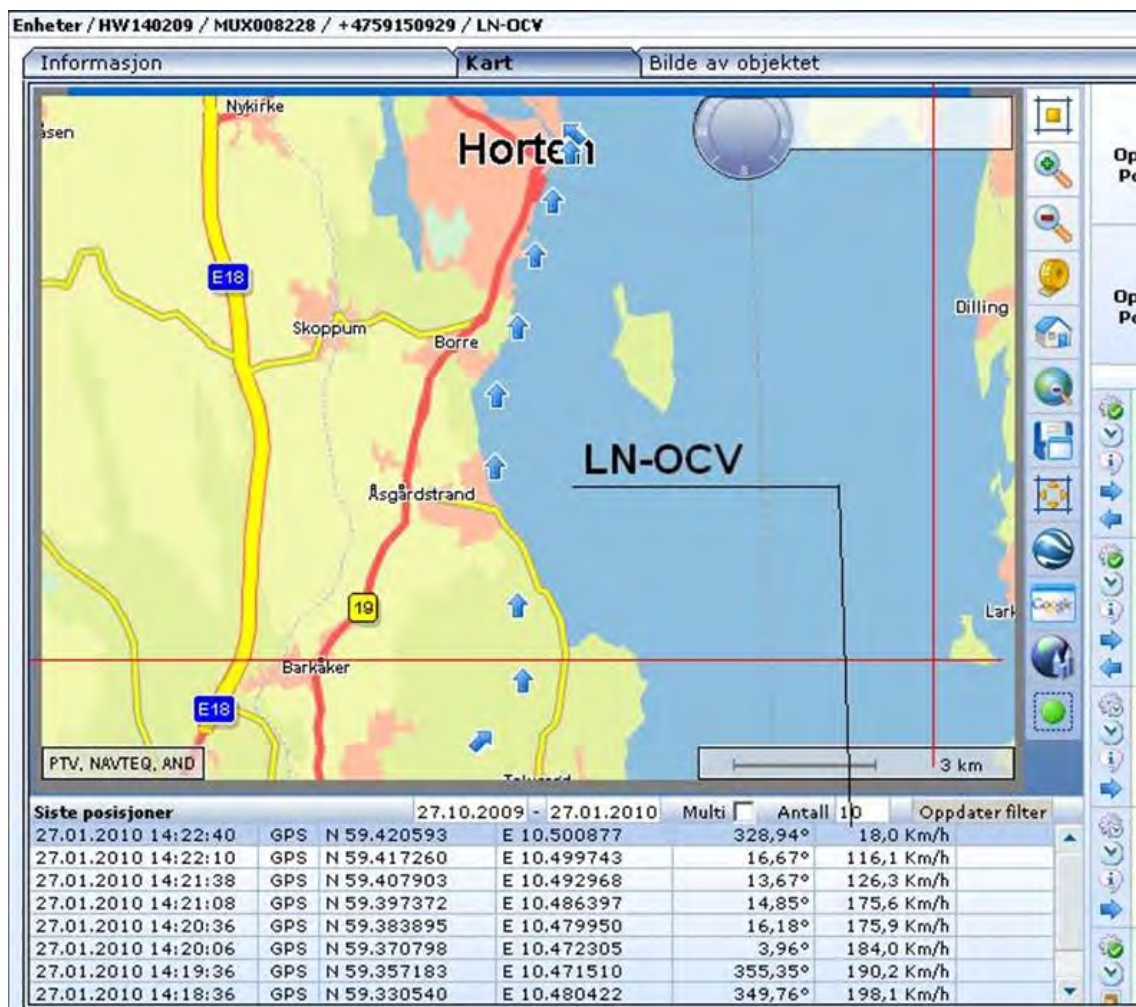 Enheter / HW140209 / MUX008228 / +4759150929 / LN-OCV
Informasjon Kart Bilde av objektet
Nykirke
åsen
Horten
E18
Dilling
Skoppum
Borre
LN-OCV
Åsgårdstrand
19
Lark
Barkåker
E18
PTV, NAVTEQ, AND
3 km
Google
Op
Po
Op
Po
Siste posisjoner 27.10.2009 - 27.01.2010 Multi Antall 10 Oppdater filter
27.01.2010 14:22:40 GPS N 59.420593 E 10.500877 328,94° 18,0 Km/h
27.01.2010 14:22:10 GPS N 59.417260 E 10.499743 16,67° 116,1 Km/h
27.01.2010 14:21:38 GPS N 59.407903 E 10.492968 13,67° 126,3 Km/h
27.01.2010 14:21:08 GPS N 59.397372 E 10.486397 14,85° 175,6 Km/h
27.01.2010 14:20:36 GPS N 59.383895 E 10.479950 16,18° 175,9 Km/h
27.01.2010 14:20:06 GPS N 59.370798 E 10.472305 3,96° 184,0 Km/h
27.01.2010 14:19:36 GPS N 59.357183 E 10.471510 355,35° 190,2 Km/h
27.01.2010 14:18:36 GPS N 59.330540 E 10.480422 349,76° 198,1 Km/h